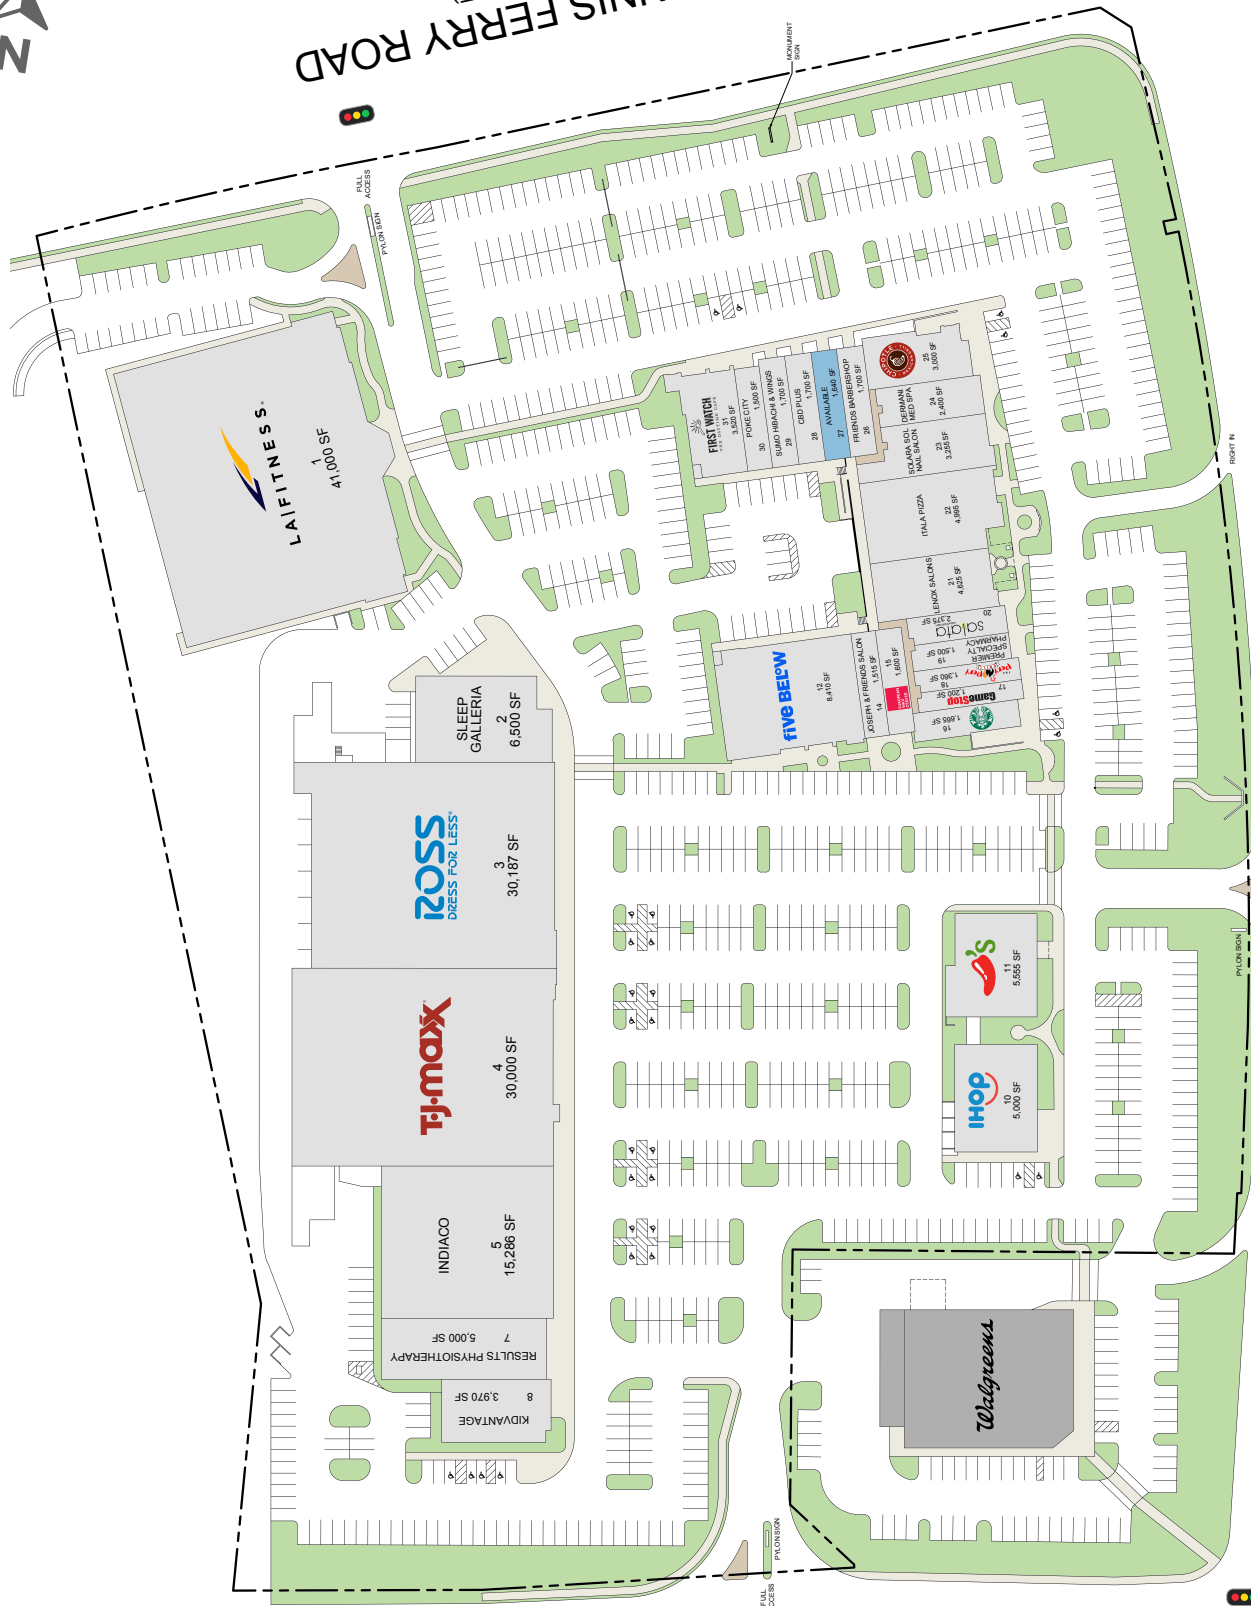 N
NNIS FERRY ROAD
MONUMENT
SIGN
FULL
ACCESS
PYLON SIGN
LA|FITNESS.
1
41,000 SF
FIRST WATCH
31
3,520 SF
POKE CITY
1,500 SF
30
SUMO HIBACHI & WINGS
1,700 SF
29
CBD PLUS
1,700 SF
28
AVAILABLE
1,640 SF
27
FRIENDS BARBERSHOP
1,700 SF
26
CHIPOTLE
25
3,000 SF
DERMANI
MED SPA
24
2,400 SF
SOLARA SOL
NAIL SALON
23
3,255 SF
ITALA PIZZA
22
4,995 SF
LENOX SALONS
21
4,625 SF
20
2,375 SF
salata
PREMIER
SPECIALTY
PHARMACY
19
1,500 SF
18
1,360 SF
17
1,200 SF
GameStop
16
1,665 SF
15
1,600 SF
JOSEPH & FRIENDS SALON
1,515 SF
14
five BELOW
12
8,410 SF
RIGHT IN
SLEEP
GALLERIA
2
6,500 SF
ROSS
DRESS FOR LESS
3
30,187 SF
T.J.maxx
4
30,000 SF
INDIACO
5
15,286 SF
RESULTS PHYSIOTHERAPY
7
5,000 SF
KIDVANTAGE
8
3,970 SF
'S
11
5,555 SF
IHOP
10
5,000 SF
PYLON SIGN
Walgreens
PYLON SIGN
FULL
CCESS